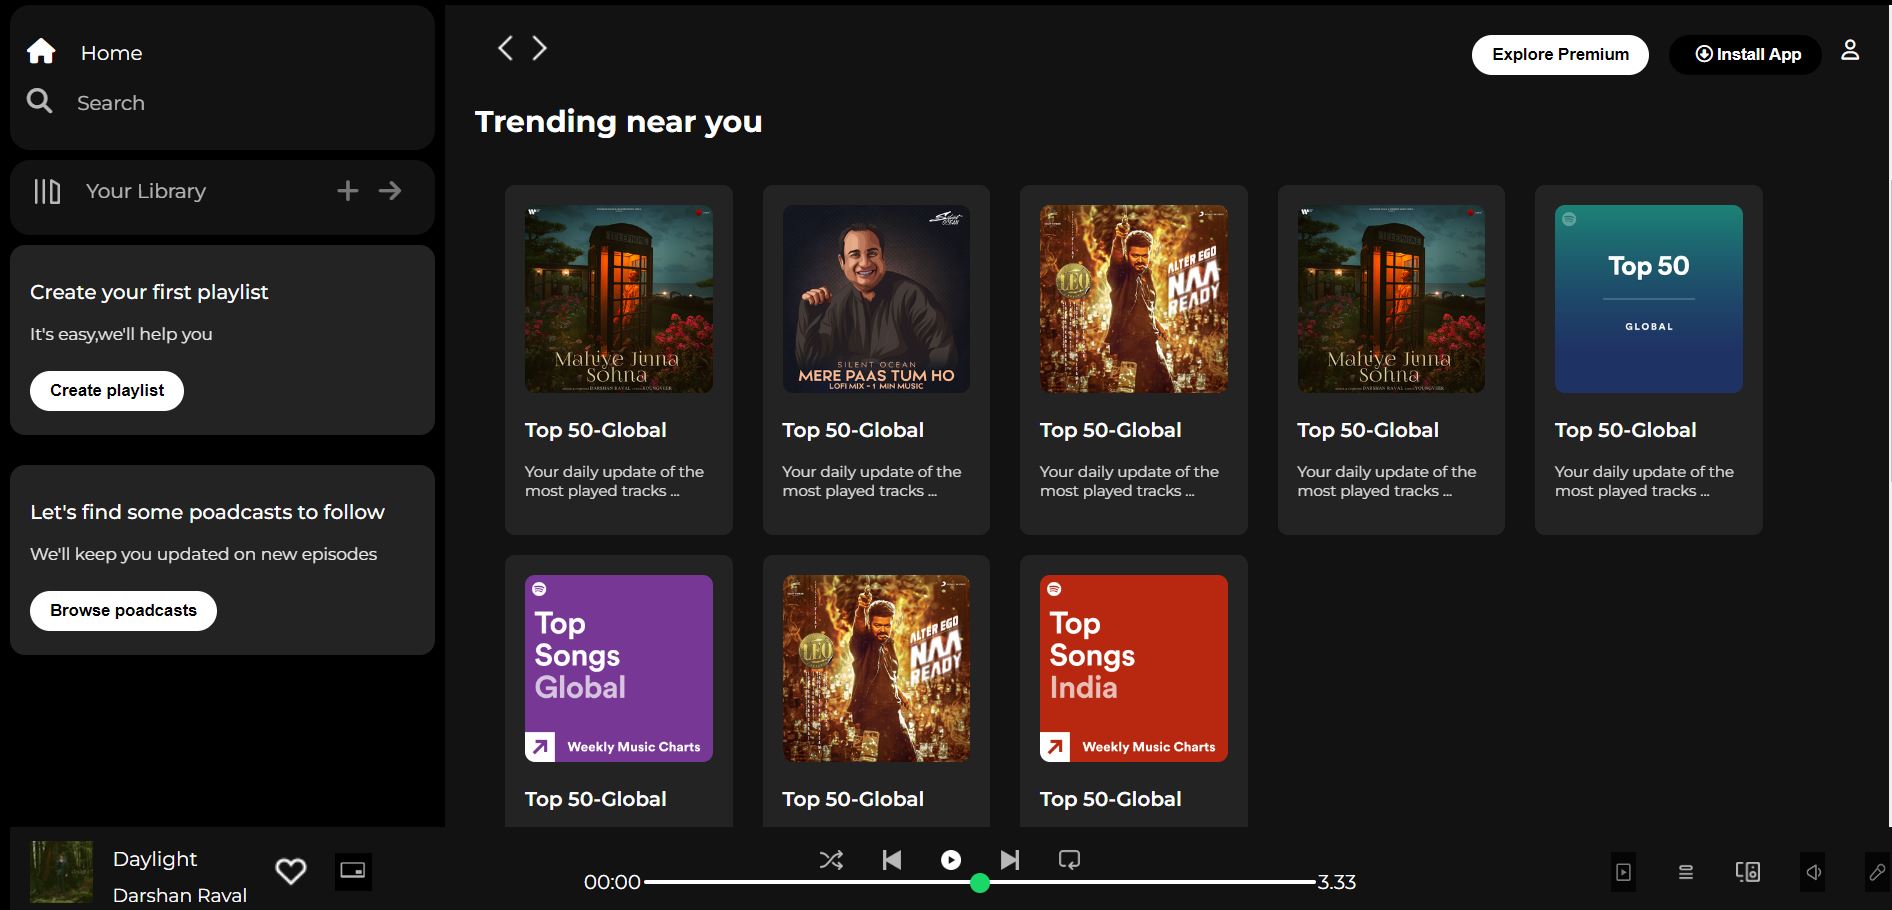 Home
Search
Your Library
Create your first playlist
It's easy,we'll help you
Create playlist
Let's find some poadcasts to follow
We'll keep you updated on new episodes
Browse poadcasts
Explore Premium
Install App
Trending near you
TELEPHONE
Mahiye Jinna
Sohna
DARSHAN RAVAL
Top 50-Global
Your daily update of the
most played tracks ...
SILENT OCEAN
MERE PAAS TUM HO
LOFI MIX - 1 MIN MUSIC
Top 50-Global
Your daily update of the
most played tracks ...
LEO
ALTER EGO
NAA
READY
Top 50-Global
Your daily update of the
most played tracks ...
TELEPHONE
Mahiye Jinna
Sohna
DARSHAN RAVAL
Top 50-Global
Your daily update of the
most played tracks ...
Top 50
GLOBAL
Top 50-Global
Your daily update of the
most played tracks ...
Top
Songs
Global
Weekly Music Charts
Top 50-Global
LEO
ALTER EGO
NAA
READY
Top 50-Global
Top
Songs
India
Weekly Music Charts
Top 50-Global
Daylight
Darshan Raval
00:00
3.33